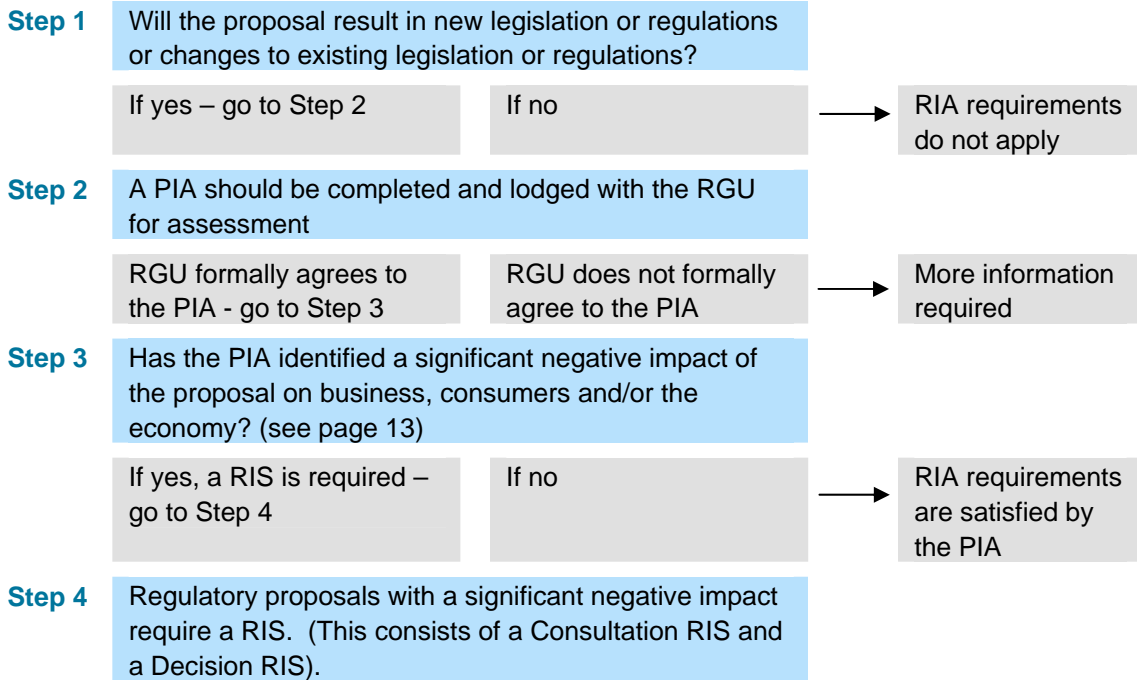 Step 1
Will the proposal result in new legislation or regulations
or changes to existing legislation or regulations?
If yes – go to Step 2
If no
RIA requirements
do not apply
Step 2
A PIA should be completed and lodged with the RGU
for assessment
RGU formally agrees to
the PIA - go to Step 3
RGU does not formally
agree to the PIA
More information
required
Step 3
Has the PIA identified a significant negative impact of
the proposal on business, consumers and/or the
economy? (see page 13)
If yes, a RIS is required –
go to Step 4
If no
RIA requirements
are satisfied by
the PIA
Step 4
Regulatory proposals with a significant negative impact
require a RIS.  (This consists of a Consultation RIS and
a Decision RIS).